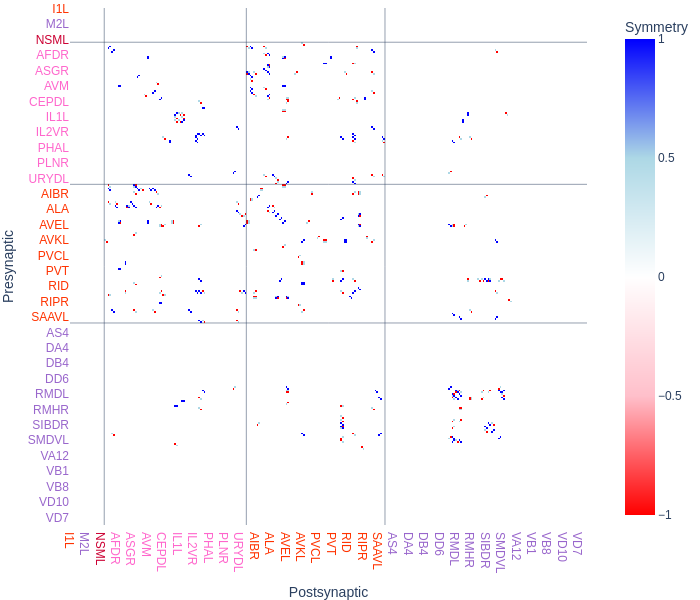 Symmetry
1
0.5
0
−0.5
−1
Presynaptic
I1L
M2L
NSML
AFDR
ASGR
AVM
CEPDL
IL1L
IL2VR
PHAL
PLNR
URYDL
AIBR
ALA
AVEL
AVKL
PVCL
PVT
RID
RIPR
SAAVL
AS4
DA4
DB4
DD6
RMDL
RMHR
SIBDR
SMDVL
VA12
VB1
VB8
VD10
VD7
I1L
M2L
NSML
AFDR
ASGR
AVM
CEPDL
IL1L
IL2VR
PHAL
PLNR
URYDL
AIBR
ALA
AVEL
AVKL
PVCL
PVT
RID
RIPR
SAAVL
AS4
DA4
DB4
DD6
RMDL
RMHR
SIBDR
SMDVL
VA12
VB1
VB8
VD10
VD7
Postsynaptic